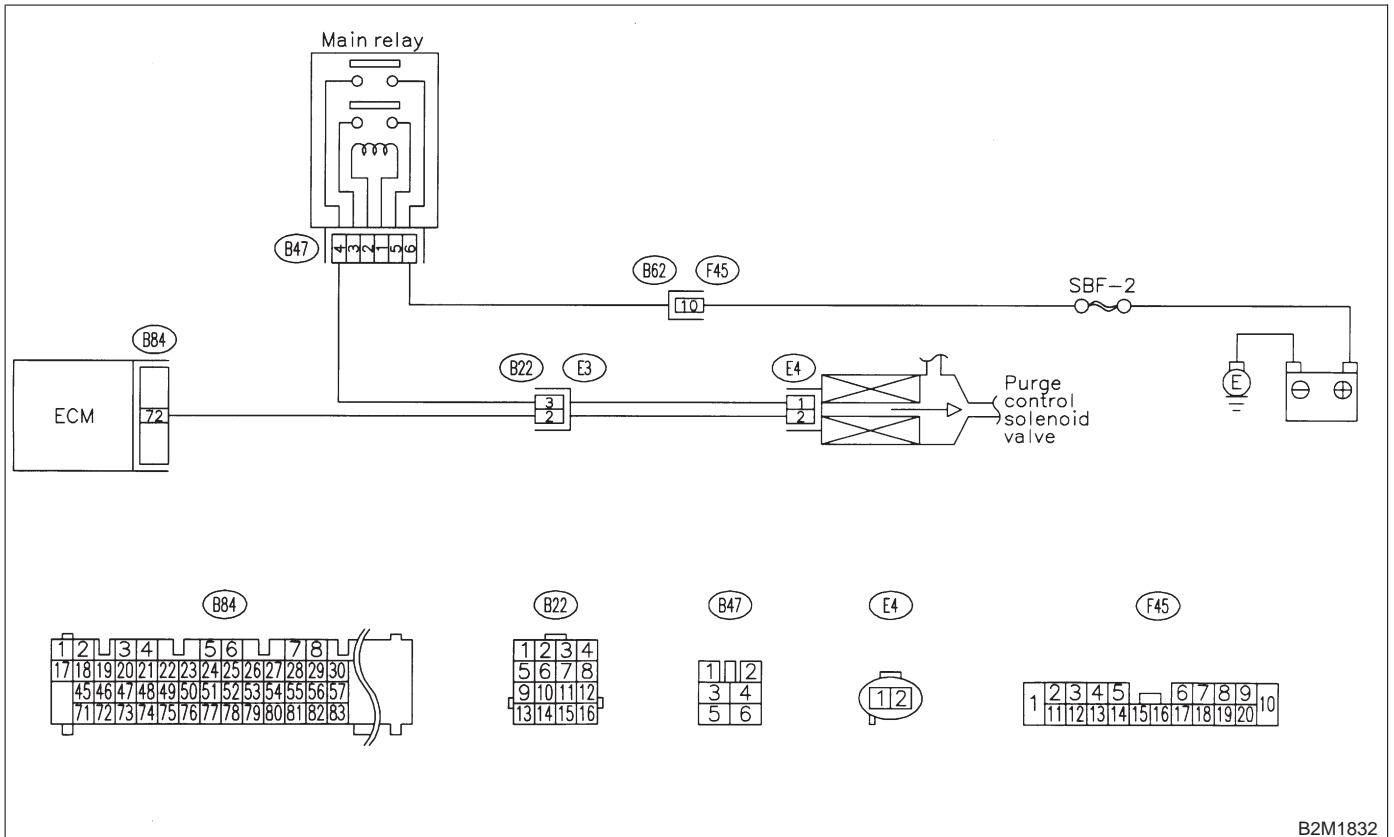 Main relay
B47
4 3 2 1 5 6
B62 F45
10
SBF-2
B84
ECM
72
B22 E3
3
2
E4
1
2
Purge
control
solenoid
valve
E
⊖ ⊕
B84
1 2 3 4 5 6 7 8
17 18 19 20 21 22 23 24 25 26 27 28 29 30
45 46 47 48 49 50 51 52 53 54 55 56 57
71 72 73 74 75 76 77 78 79 80 81 82 83
B22
1 2 3 4
5 6 7 8
9 10 11 12
13 14 15 16
B47
1 2
3 4
5 6
E4
1 2
F45
1 2 3 4 5 6 7 8 9 10
11 12 13 14 15 16 17 18 19 20
B2M1832